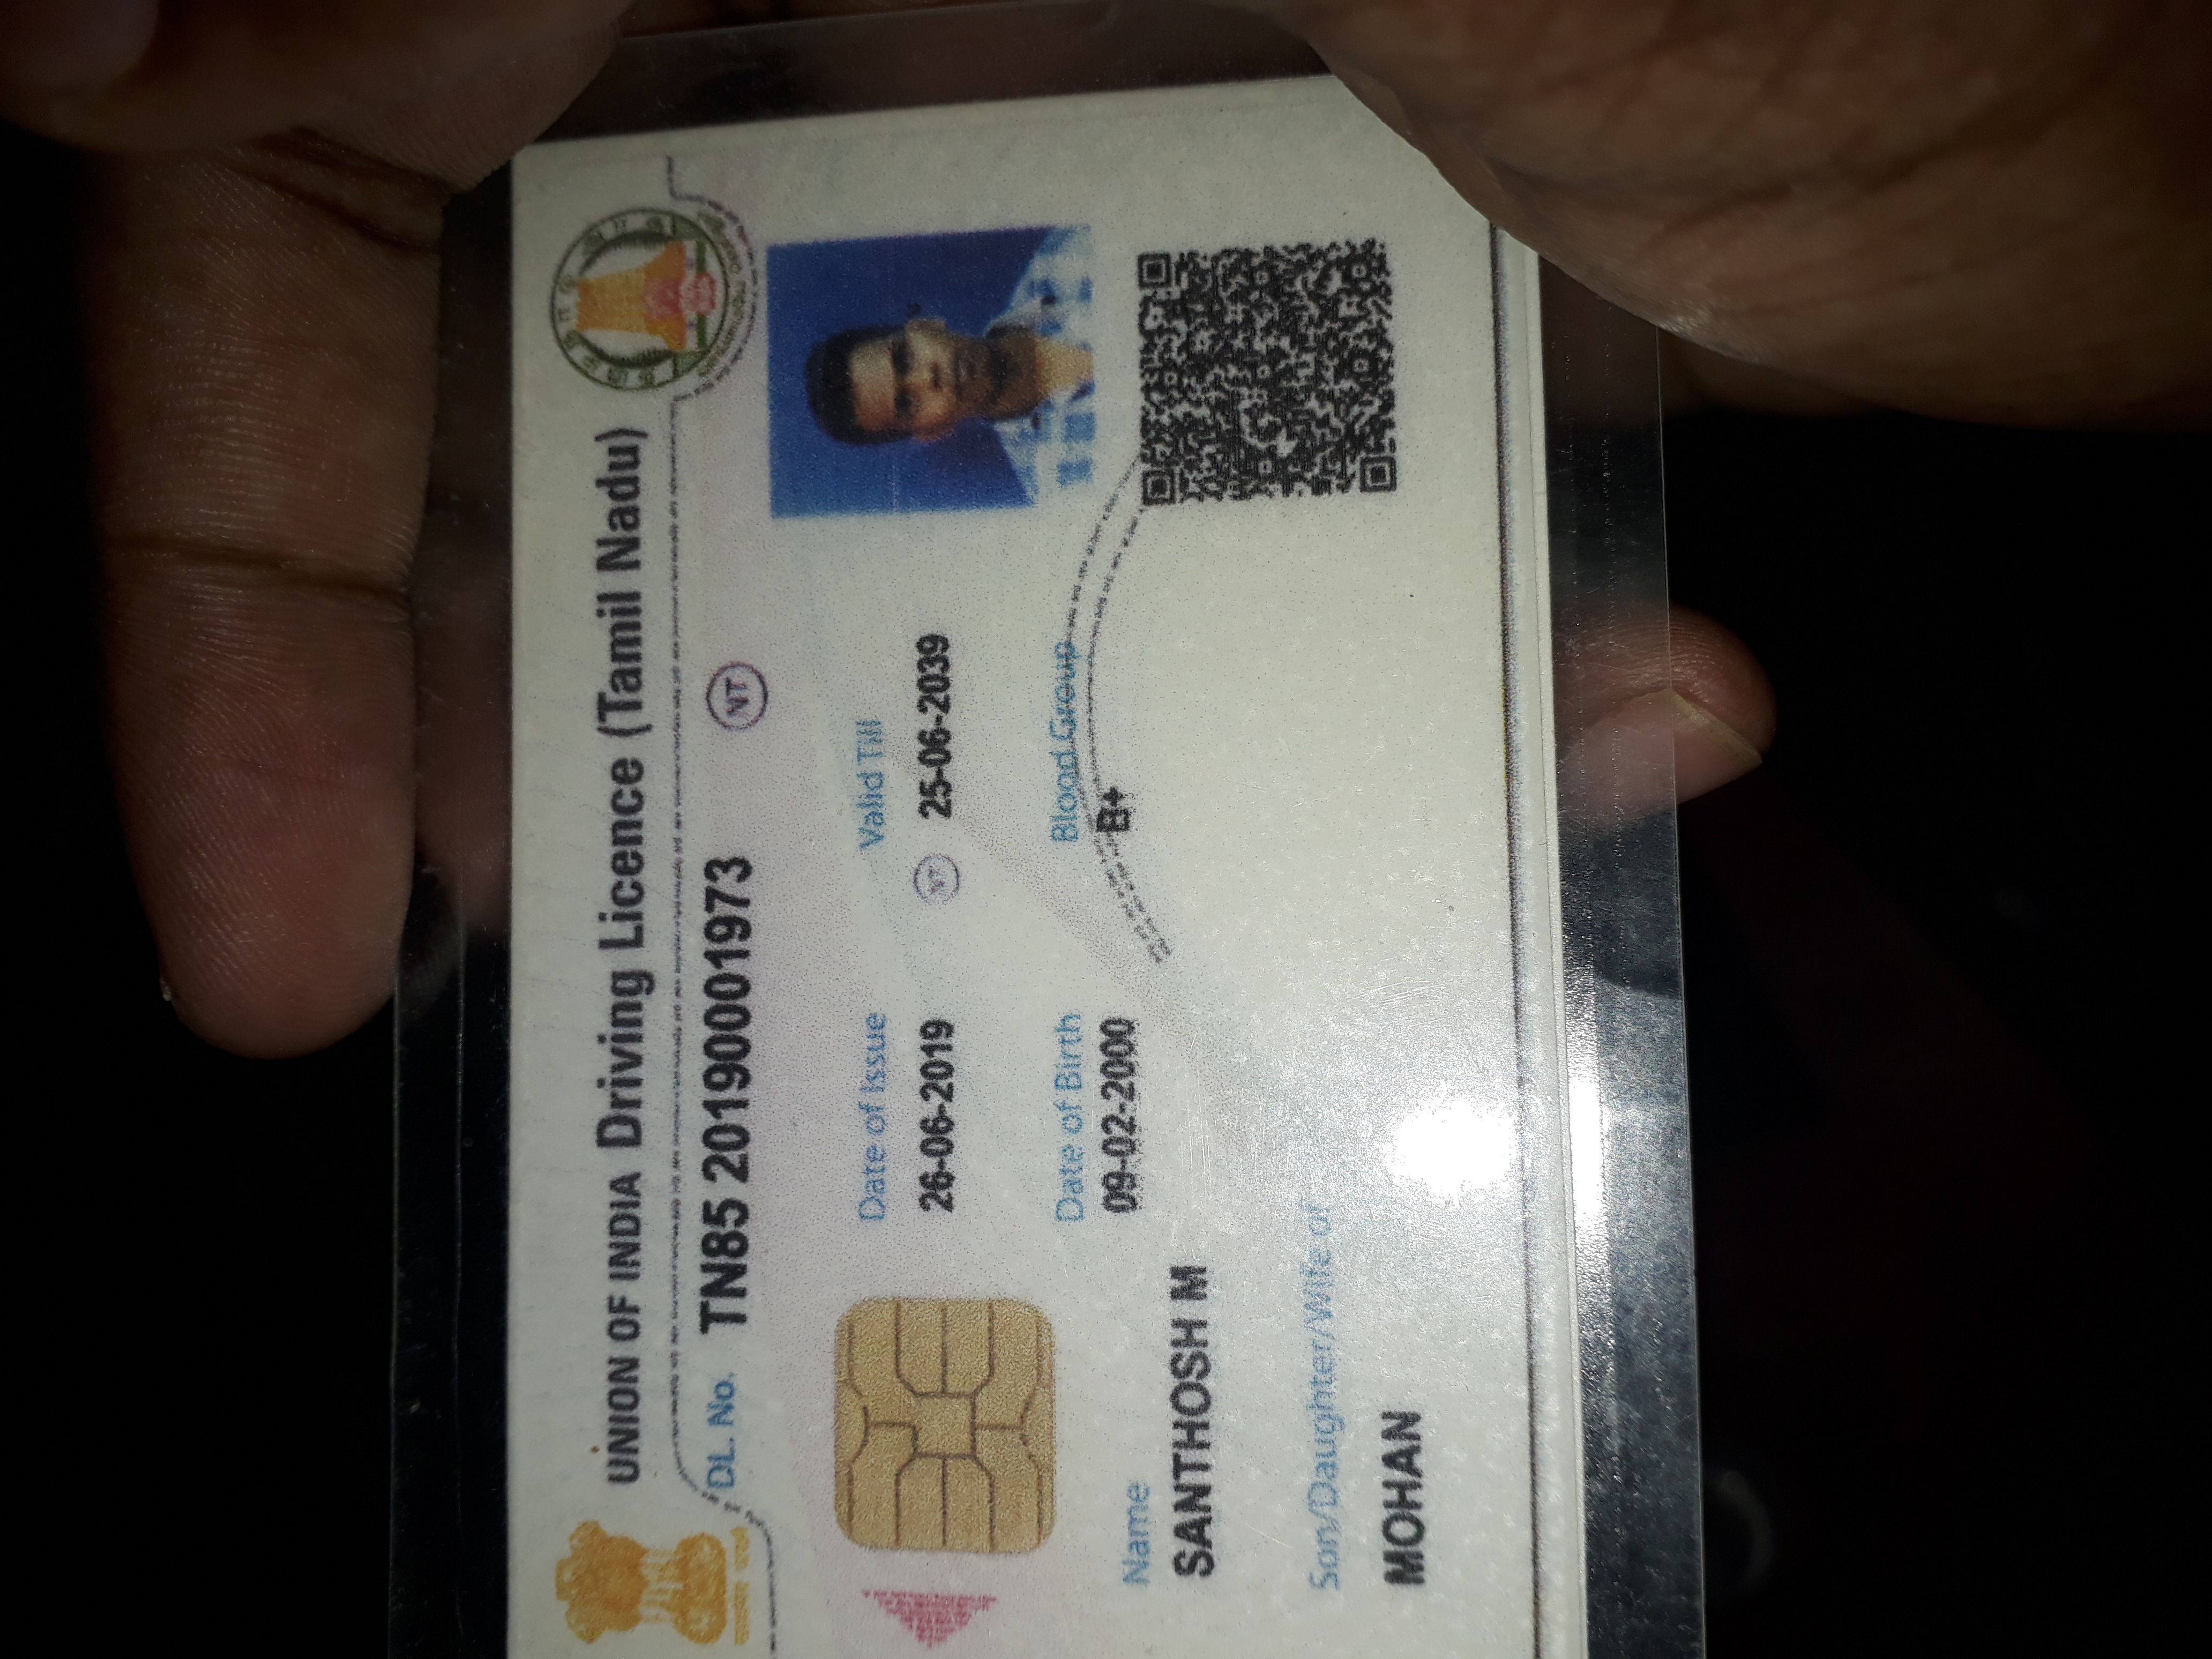 UNION OF INDIA Driving Licence (Tamil Nadu)
DL. No. TN85 20190001973 NT
Date of Issue Valid Till
26-06-2019 NT 25-06-2039
Date of Birth Blood Group
09-02-2000 B+
Name
SANTHOSH M
Son/Daughter/Wife of
MOHAN